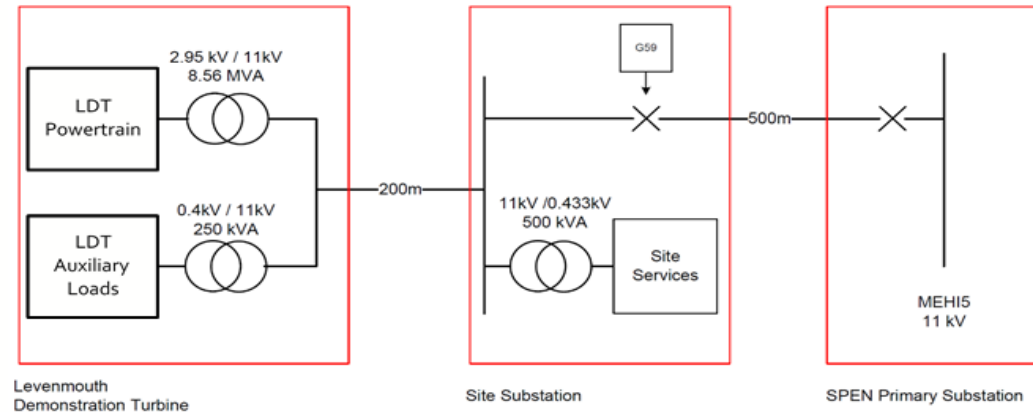 2.95 kV / 11kV
8.56 MVA
LDT
Powertrain
0.4kV / 11kV
250 kVA
LDT
Auxiliary
Loads
200m
G59
11kV /0.433kV
500 kVA
Site
Services
500m
MEHI5
11 kV
Levenmouth
Demonstration Turbine
Site Substation
SPEN Primary Substation